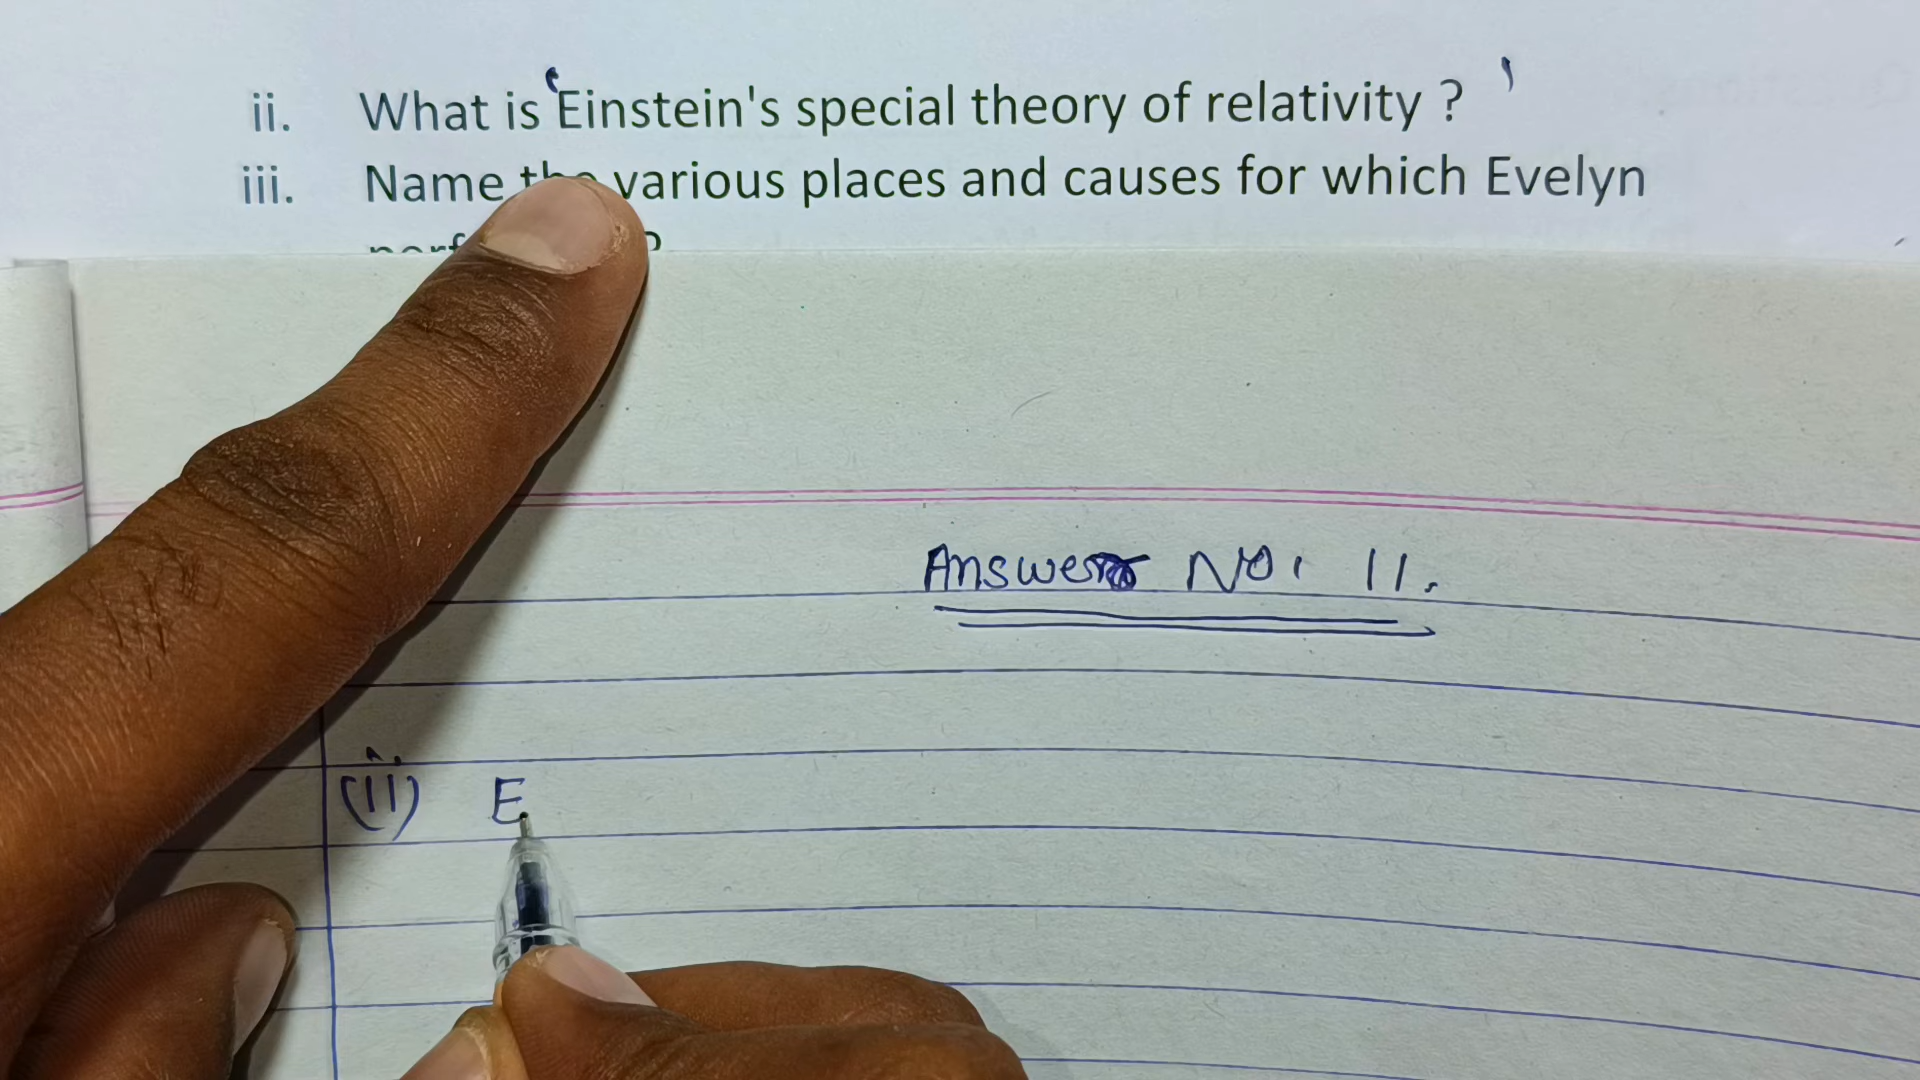 ii. What is 'Einstein's special theory of relativity ? '
iii. Name the various places and causes for which Evelyn
Answer No. 11.
(ii) E